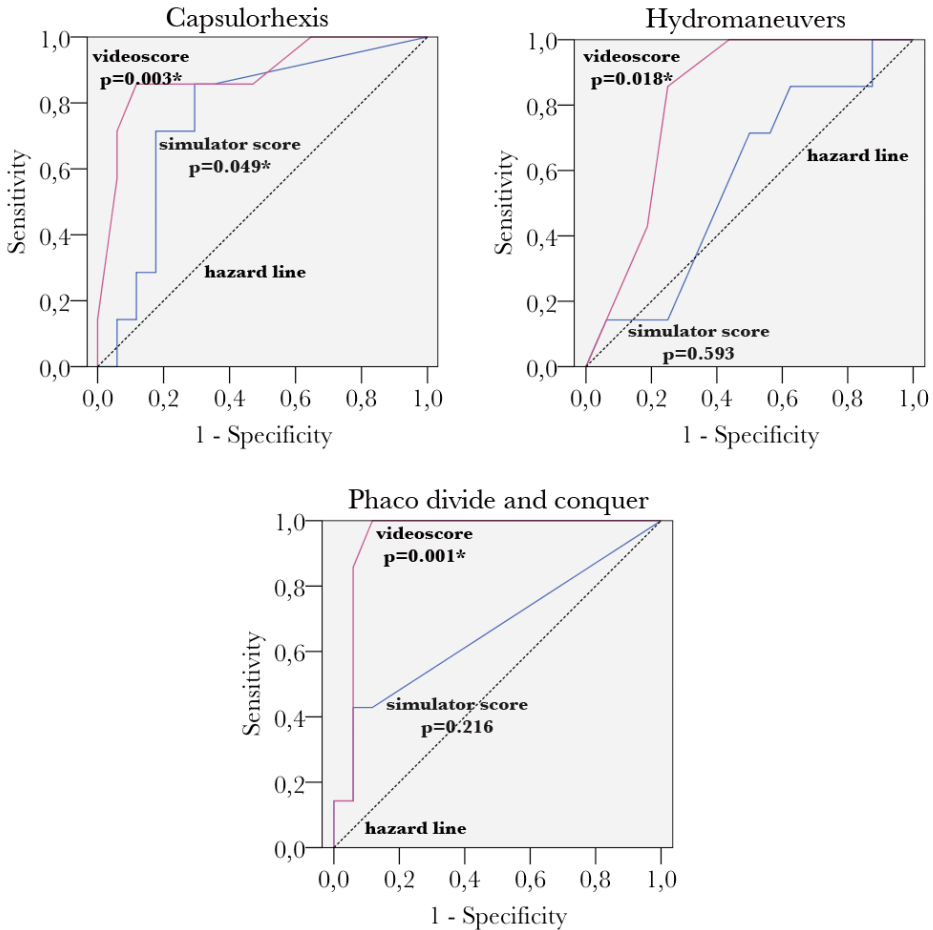 Capsulorhexis
1,0
0,8
0,6
0,4
0,2
0,0
Sensitivity
videoscore
p=0.003*
simulator score
p=0.049*
hazard line
0,0 0,2 0,4 0,6 0,8 1,0
1 - Specificity
Hydromaneuvers
1,0
0,8
0,6
0,4
0,2
0,0
Sensitivity
videoscore
p=0.018*
hazard line
simulator score
p=0.593
0,0 0,2 0,4 0,6 0,8 1,0
1 - Specificity
Phaco divide and conquer
1,0
0,8
0,6
0,4
0,2
0,0
Sensitivity
videoscore
p=0.001*
simulator score
p=0.216
hazard line
0,0 0,2 0,4 0,6 0,8 1,0
1 - Specificity